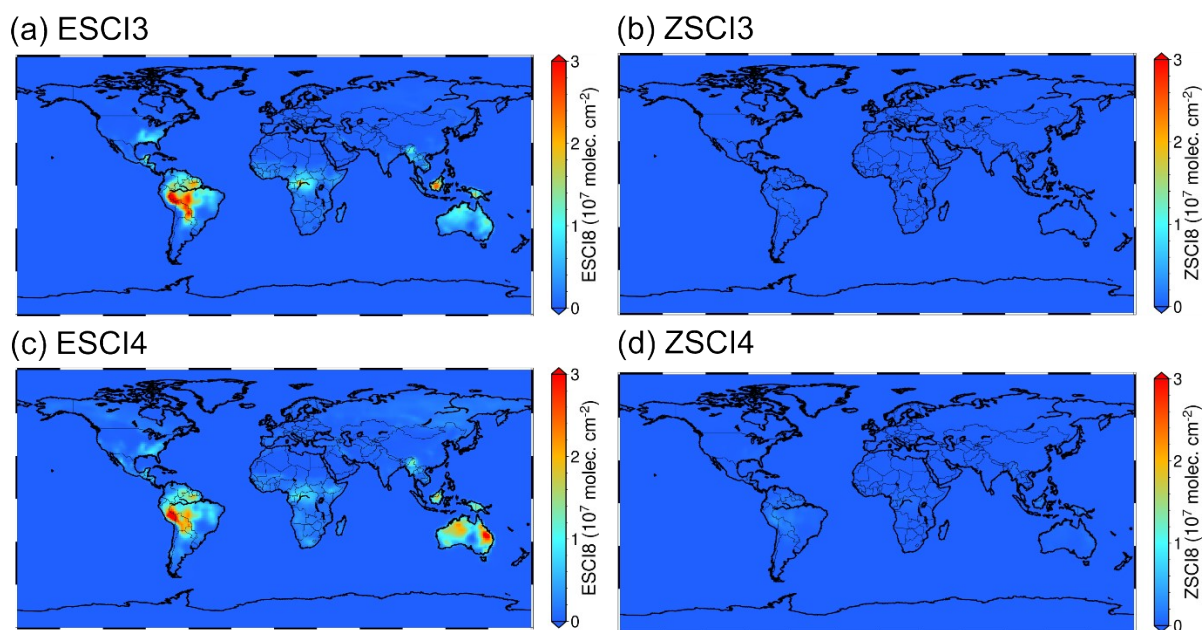 (a) ESCI3
(b) ZSCI3
3
2
1
0
ESCI8 (10⁷ molec. cm⁻²)
3
2
1
0
ZSCI8 (10⁷ molec. cm⁻²)
(c) ESCI4
(d) ZSCI4
3
2
1
0
ESCI8 (10⁷ molec. cm⁻²)
3
2
1
0
ZSCI8 (10⁷ molec. cm⁻²)